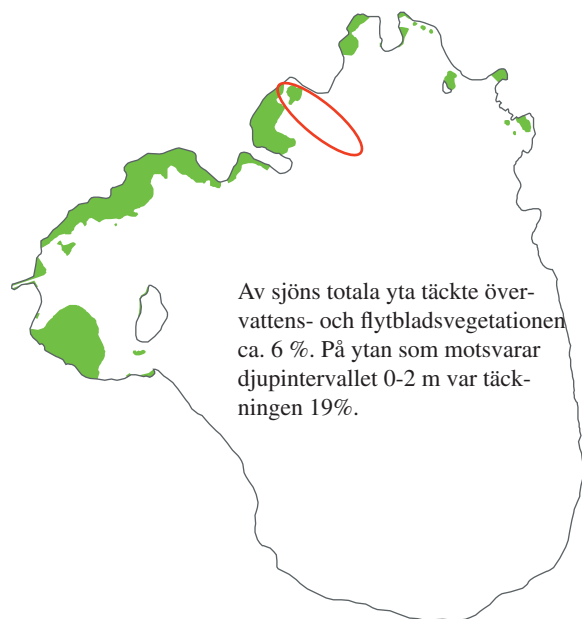 Av sjöns totala yta täckte över-
vattens- och flytbladsvegetationen
ca. 6 %. På ytan som motsvarar
djupintervallet 0-2 m var täck-
ningen 19%.